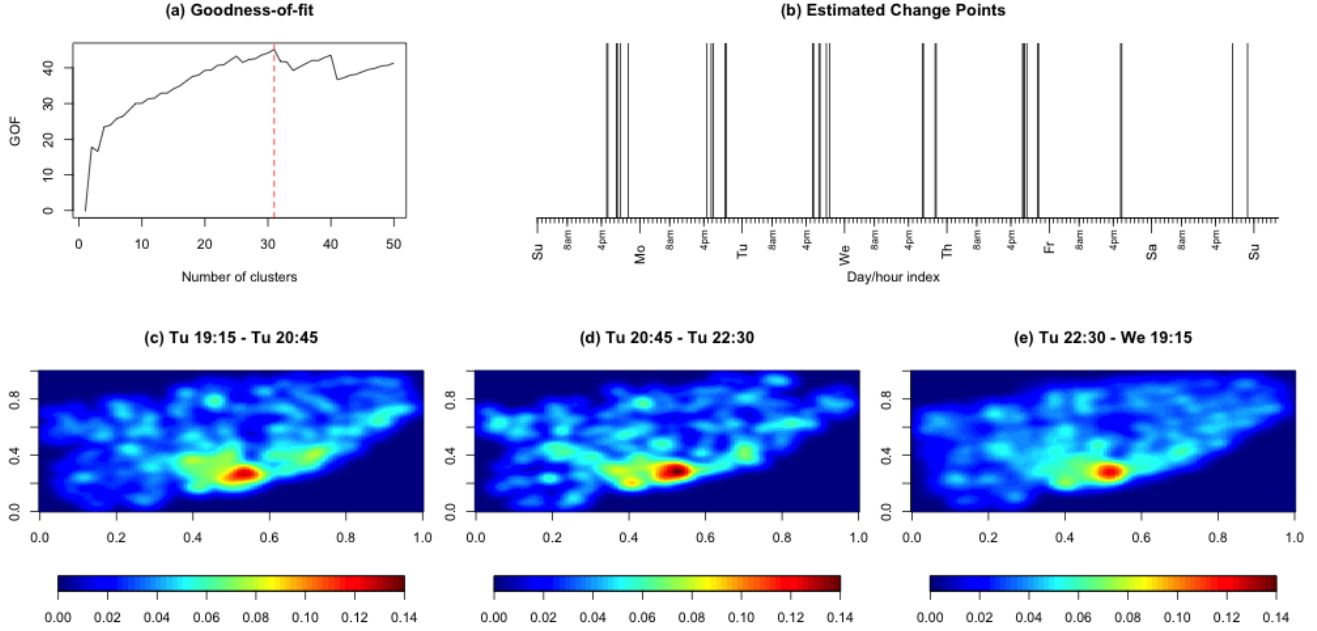 (a) Goodness-of-fit
GOF
0
10
20
30
40
0 10 20 30 40 50
Number of clusters
(b) Estimated Change Points
Su 8am 4pm Mo 8am 4pm Tu 8am 4pm We 8am 4pm Th 8am 4pm Fr 8am 4pm Sa 8am 4pm Su
Day/hour index
(c) Tu 19:15 - Tu 20:45
0.0 0.4 0.8
0.0 0.2 0.4 0.6 0.8 1.0
0.00 0.02 0.04 0.06 0.08 0.10 0.12 0.14
(d) Tu 20:45 - Tu 22:30
0.0 0.4 0.8
0.0 0.2 0.4 0.6 0.8 1.0
0.00 0.02 0.04 0.06 0.08 0.10 0.12 0.14
(e) Tu 22:30 - We 19:15
0.0 0.4 0.8
0.0 0.2 0.4 0.6 0.8 1.0
0.00 0.02 0.04 0.06 0.08 0.10 0.12 0.14